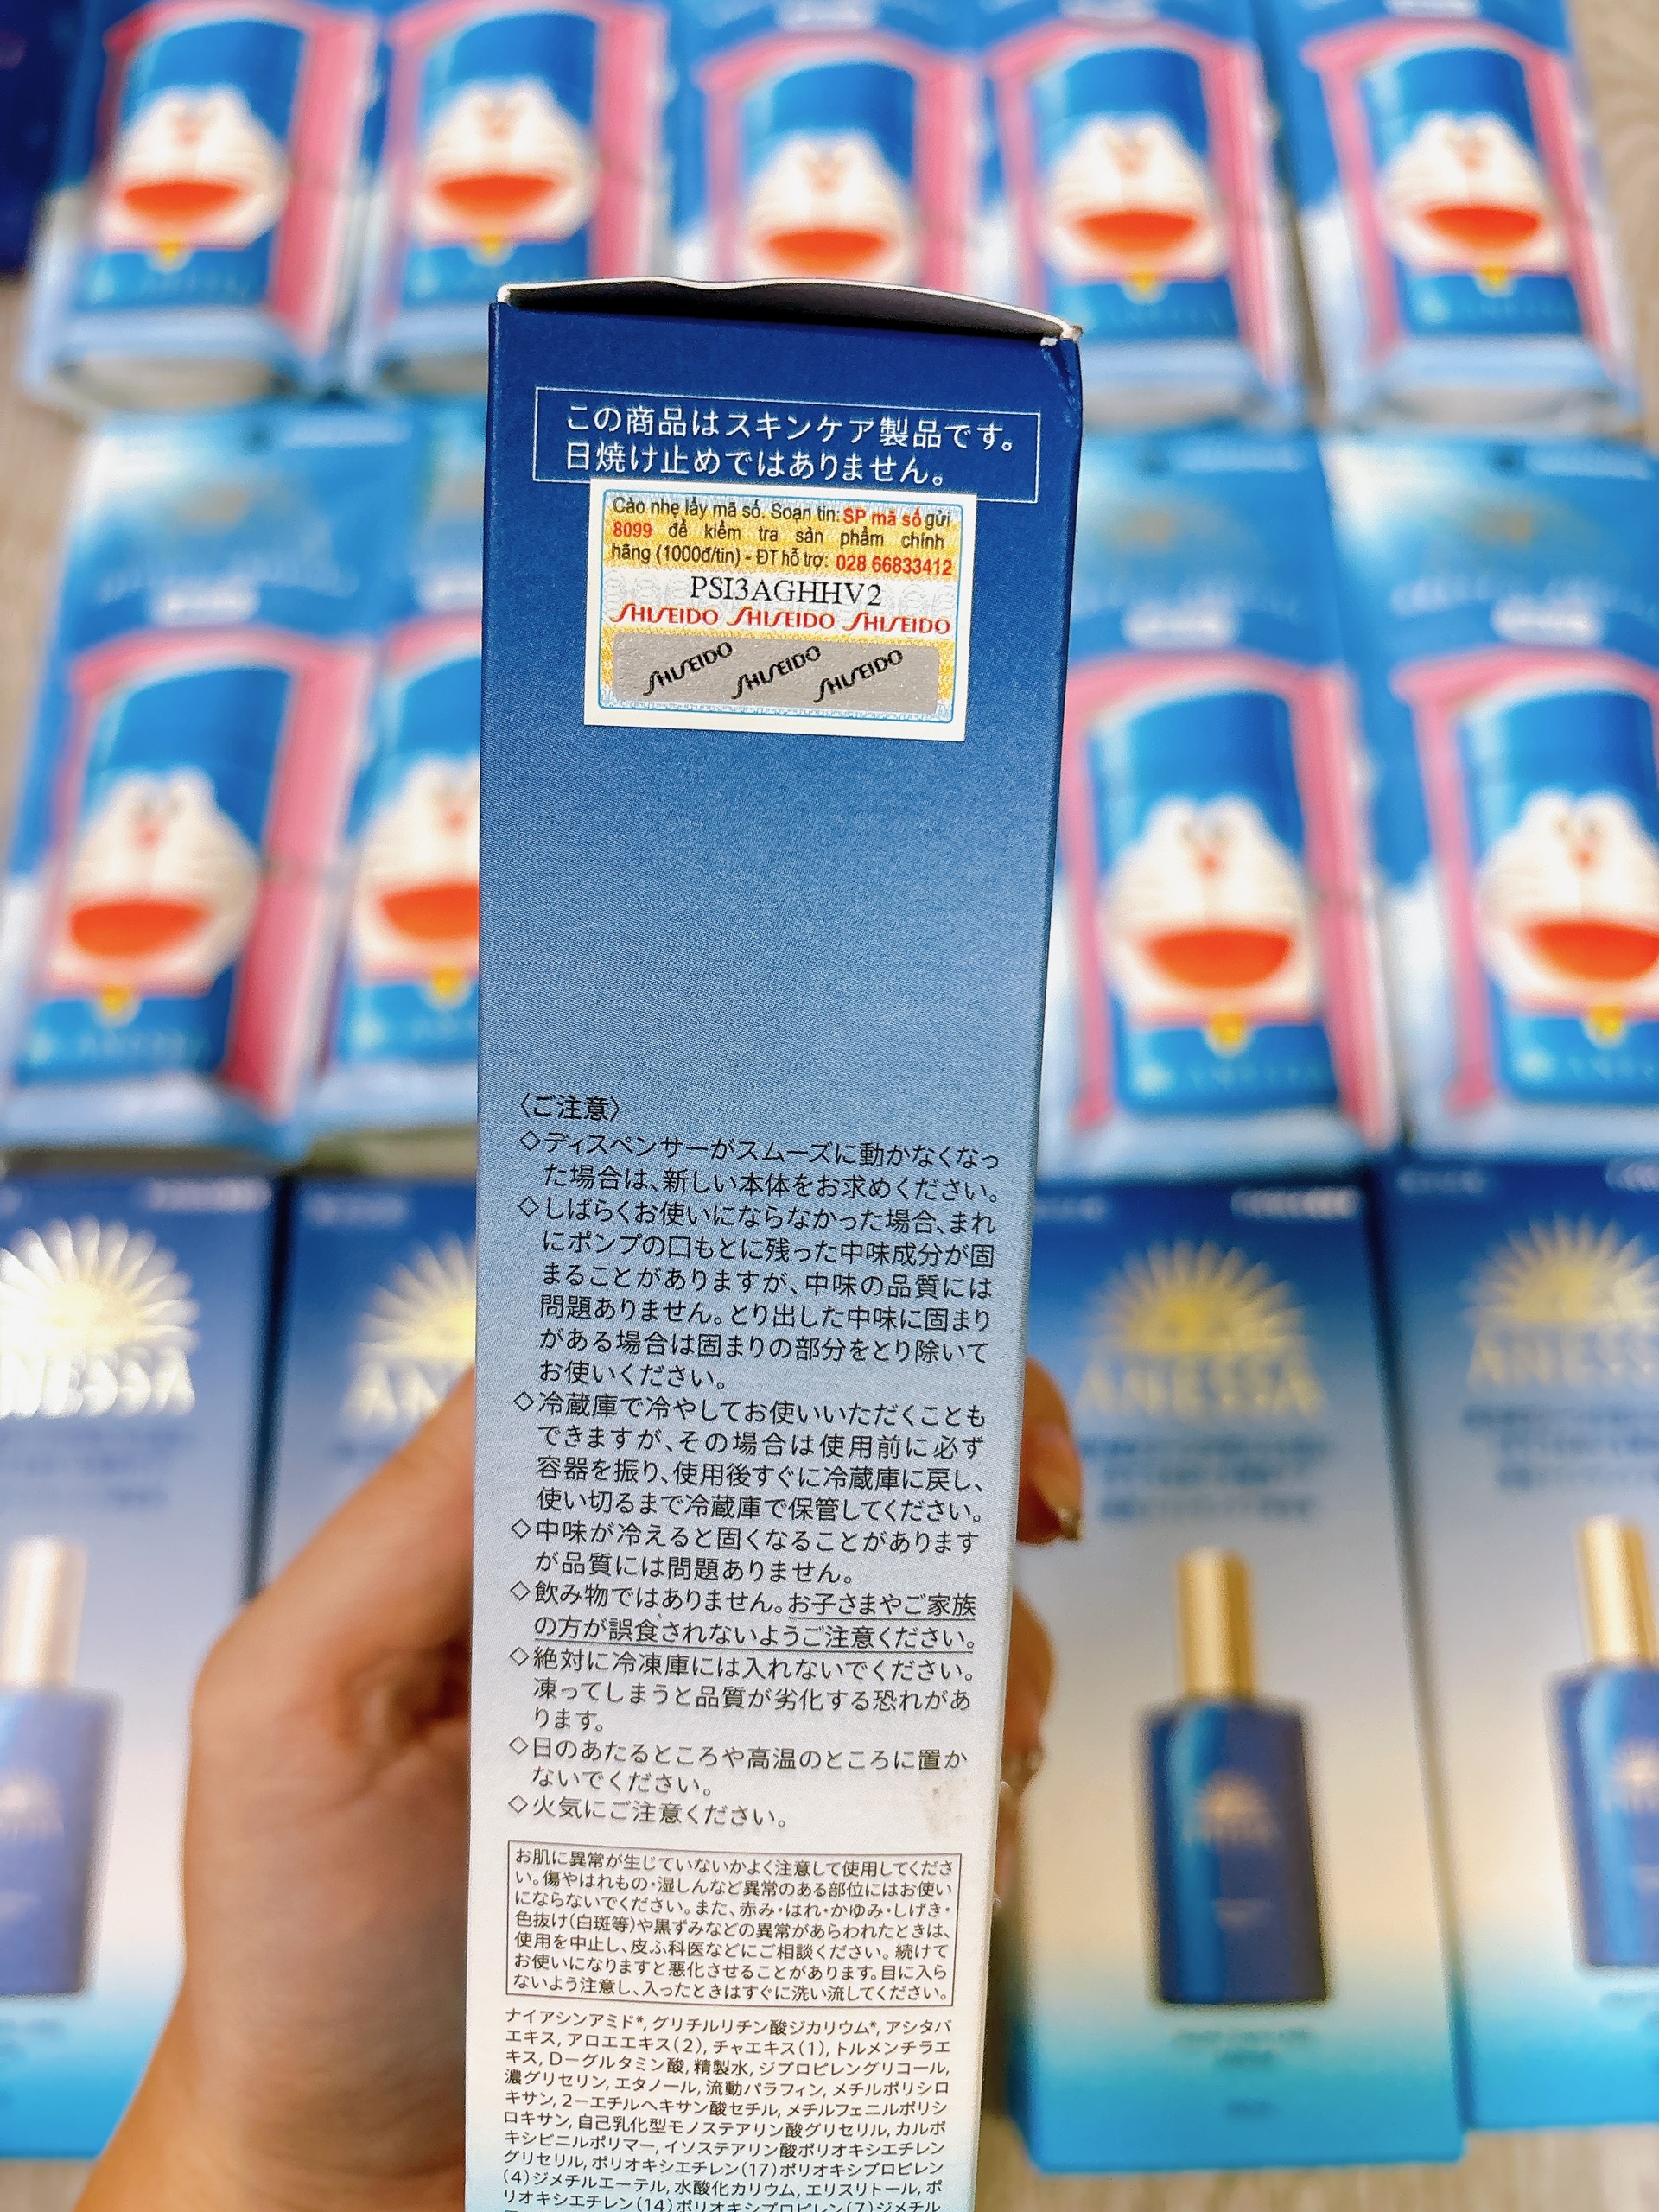 この商品はスキンケア製品です。
日焼け止めではありません。
Cào nhẹ lấy mã số. Soạn tin: SP mã số gửi
8099 để kiểm tra sản phẩm chính
hãng (1000đ/tin) - ĐT hỗ trợ: 028 66833412
PSI3AGHHV2
SHISEIDO SHISEIDO SHISEIDO
SHISEIDO SHISEIDO SHISEIDO
〈ご注意〉
◇ディスペンサーがスムーズに動かなくなっ
た場合は、新しい本体をお求めください。
◇しばらくお使いにならなかった場合、まれ
にポンプの口もとに残った中味成分が固
まることがありますが、中味の品質には
問題ありません。とり出した中味に固まり
がある場合は固まりの部分をとり除いて
お使いください。
◇冷蔵庫で冷やしてお使いいただくことも
できますが、その場合は使用前に必ず
容器を振り、使用後すぐに冷蔵庫に戻し、
使い切るまで冷蔵庫で保管してください。
◇中味が冷えると固くなることがあります
が品質には問題ありません。
◇飲み物ではありません。お子さまやご家族
の方が誤食されないようご注意ください。
◇絶対に冷凍庫には入れないでください。
凍ってしまうと品質が劣化する恐れがあ
ります。
◇日のあたるところや高温のところに置か
ないでください。
◇火気にご注意ください。
お肌に異常が生じていないかよく注意して使用してくださ
い。傷やはれもの・湿しんなど異常のある部位にはお使い
にならないでください。また、赤み・はれ・かゆみ・しげき・
色抜け(白斑等)や黒ずみなどの異常があらわれたときは、
使用を中止し、皮ふ科医などにご相談ください。続けて
お使いになりますと悪化させることがあります。目に入ら
ないよう注意し、入ったときはすぐに洗い流してください。
ナイアシンアミド*, グリチルリチン酸ジカリウム*, アシタバ
エキス, アロエエキス(2), チャエキス(1), トルメンチラエ
キス, D-グルタミン酸, 精製水, ジプロピレングリコール,
濃グリセリン, エタノール, 流動パラフィン, メチルポリシロ
キサン, 2-エチルヘキサン酸セチル, メチルフェニルポリシ
ロキサン, 自己乳化型モノステアリン酸グリセリル, カルボ
キシビニルポリマー, イソステアリン酸ポリオキシエチレン
グリセリル, ポリオキシエチレン(17)ポリオキシプロピレン
(4)ジメチルエーテル, 水酸化カリウム, エリスリトール, ポ
リオキシエチレン(14)ポリオキシプロピレン(7)ジメチル
ANESSA
ANESSA